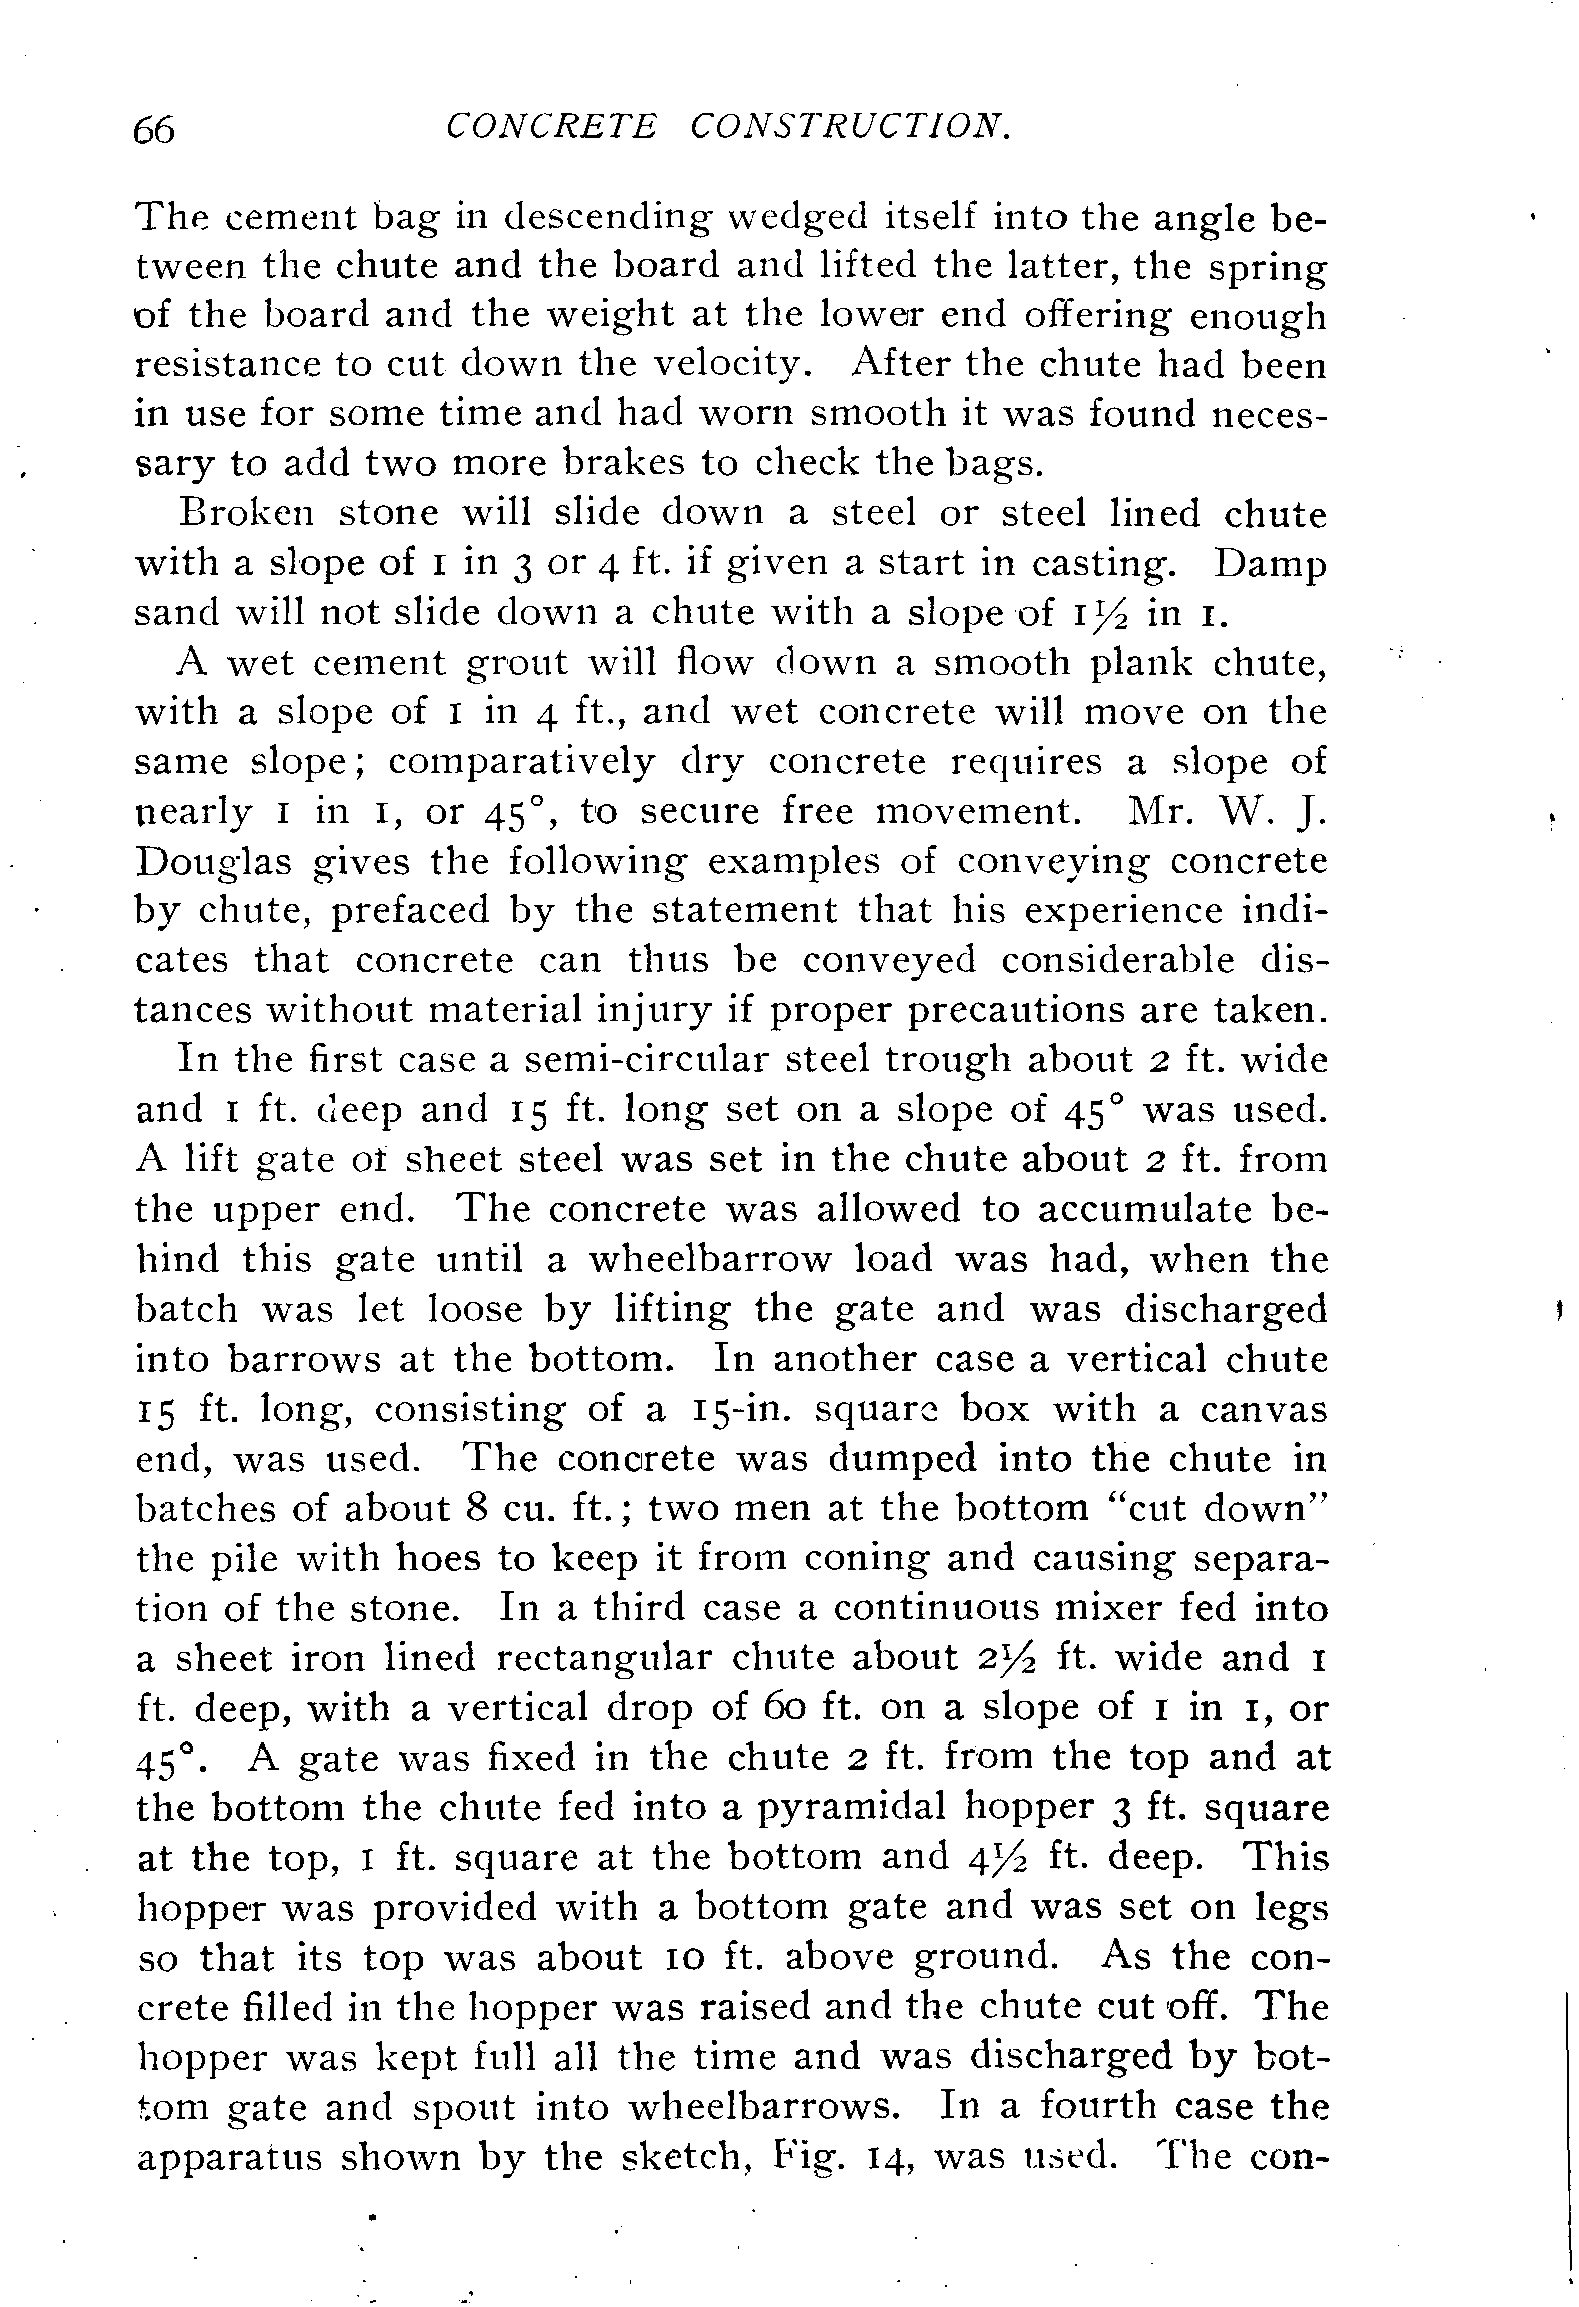 66 CONCRETE CONSTRUCTION.
The cement bag in descending wedged itself into the angle be-
tween the chute and the board and lifted the latter, the spring
of the board and the weight at the lower end offering enough
resistance to cut down the velocity. After the chute had been
in use for some time and had worn smooth it was found neces-
sary to add two more brakes to check the bags.
Broken stone will slide down a steel or steel lined chute
with a slope of 1 in 3 or 4 ft. if given a start in casting. Damp
sand will not slide down a chute with a slope of 1½ in 1.
A wet cement grout will flow down a smooth plank chute,
with a slope of 1 in 4 ft., and wet concrete will move on the
same slope; comparatively dry concrete requires a slope of
nearly 1 in 1, or 45°, to secure free movement. Mr. W. J.
Douglas gives the following examples of conveying concrete
by chute, prefaced by the statement that his experience indi-
cates that concrete can thus be conveyed considerable dis-
tances without material injury if proper precautions are taken.
In the first case a semi-circular steel trough about 2 ft. wide
and 1 ft. deep and 15 ft. long set on a slope of 45° was used.
A lift gate of sheet steel was set in the chute about 2 ft. from
the upper end. The concrete was allowed to accumulate be-
hind this gate until a wheelbarrow load was had, when the
batch was let loose by lifting the gate and was discharged
into barrows at the bottom. In another case a vertical chute
15 ft. long, consisting of a 15-in. square box with a canvas
end, was used. The concrete was dumped into the chute in
batches of about 8 cu. ft.; two men at the bottom "cut down"
the pile with hoes to keep it from coning and causing separa-
tion of the stone. In a third case a continuous mixer fed into
a sheet iron lined rectangular chute about 2½ ft. wide and 1
ft. deep, with a vertical drop of 60 ft. on a slope of 1 in 1, or
45°. A gate was fixed in the chute 2 ft. from the top and at
the bottom the chute fed into a pyramidal hopper 3 ft. square
at the top, 1 ft. square at the bottom and 4½ ft. deep. This
hopper was provided with a bottom gate and was set on legs
so that its top was about 10 ft. above ground. As the con-
crete filled in the hopper was raised and the chute cut off. The
hopper was kept full all the time and was discharged by bot-
tom gate and spout into wheelbarrows. In a fourth case the
apparatus shown by the sketch, Fig. 14, was used. The con-